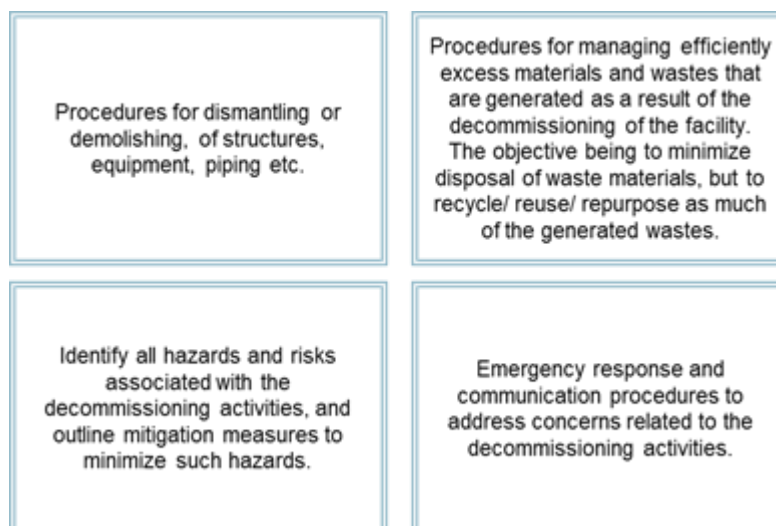 Procedures for dismantling or
demolishing, of structures,
equipment, piping etc.
Procedures for managing efficiently
excess materials and wastes that
are generated as a result of the
decommissioning of the facility.
The objective being to minimize
disposal of waste materials, but to
recycle/ reuse/ repurpose as much
of the generated wastes.
Identify all hazards and risks
associated with the
decommissioning activities, and
outline mitigation measures to
minimize such hazards.
Emergency response and
communication procedures to
address concerns related to the
decommissioning activities.